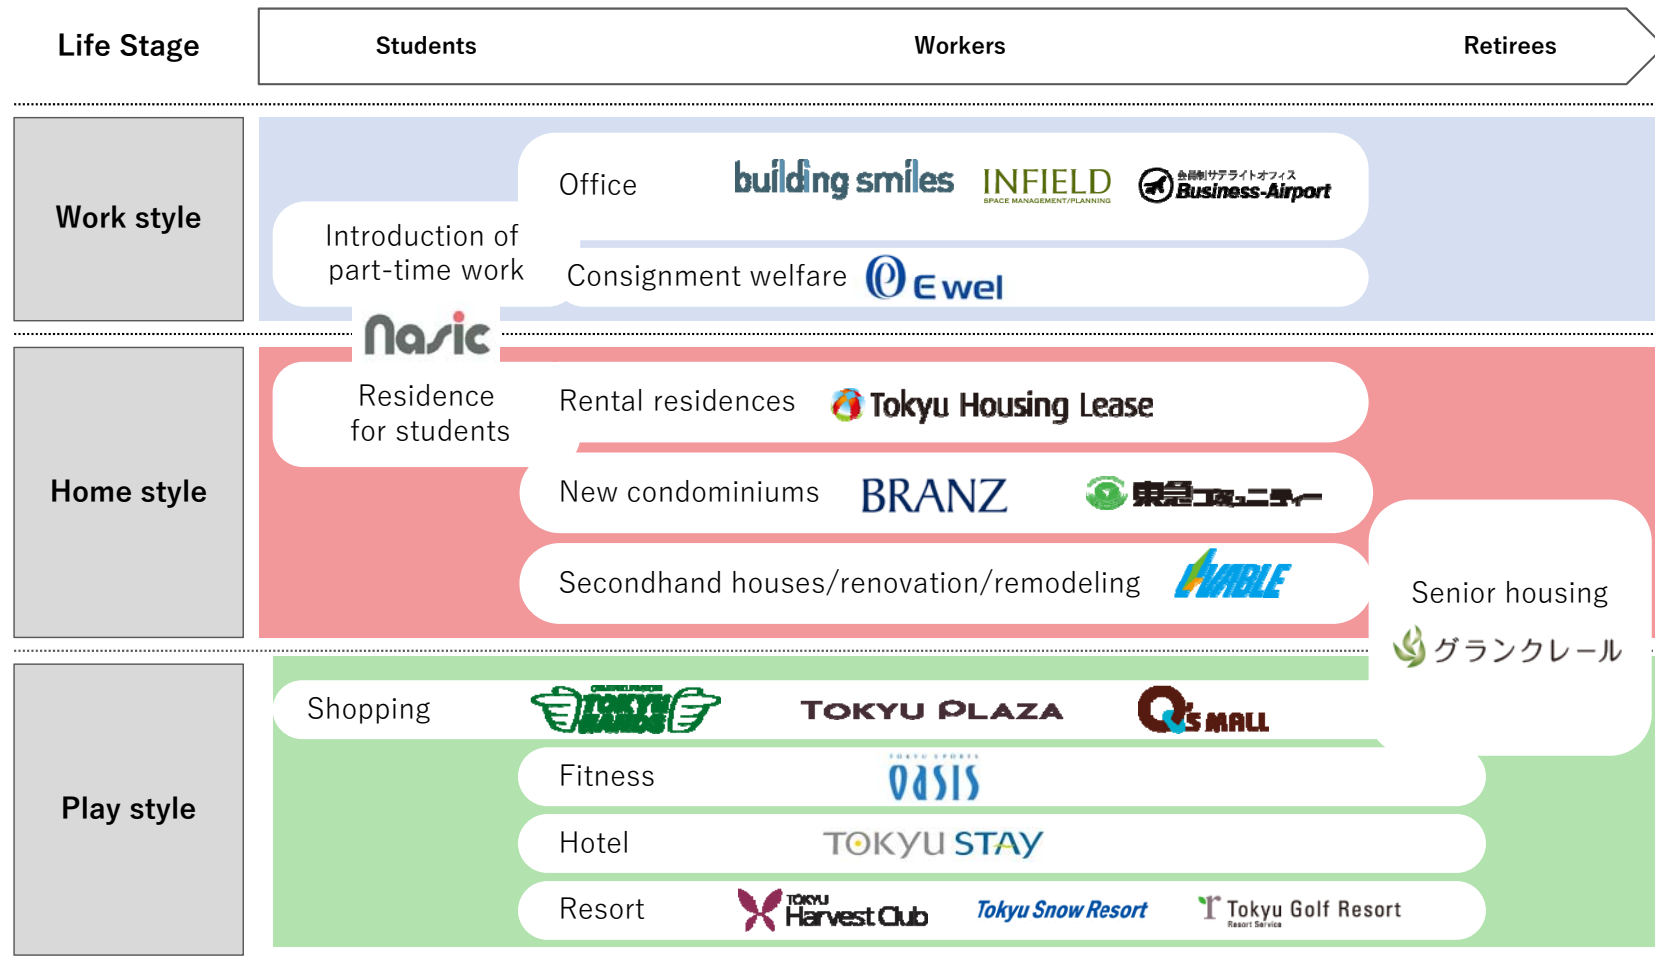 Life Stage
Students
Workers
Retirees
Work style
Office
building smiles
INFIELD
SPACE MANAGEMENT/PLANNING
会員制サテライトオフィス
Business-Airport
Introduction of
part-time work
Consignment welfare
Ewel
nasic
Home style
Residence
for students
Rental residences
Tokyu Housing Lease
New condominiums
BRANZ
東急コミュニティー
Secondhand houses/renovation/remodeling
LIVABLE
Senior housing
グランクレール
Play style
Shopping
TOKYU
HANDS
TOKYU PLAZA
Q'S MALL
Fitness
TOKYU SPORTS
OASIS
Hotel
TOKYU STAY
Resort
TOKYU
Harvest Club
Tokyu Snow Resort
Tokyu Golf Resort
Resort Service